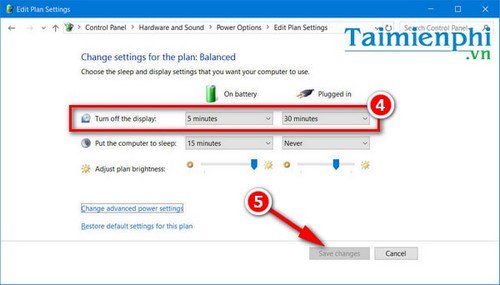 Edit Plan Settings
Control Panel > Hardware and Sound > Power Options > Edit Plan Settings
Search Control Panel
Taimienphi
.vn
Change settings for the plan: Balanced
Choose the sleep and display settings that you want your computer to use.
On battery Plugged in
4
Turn off the display: 5 minutes 30 minutes
Put the computer to sleep: 15 minutes Never
Adjust plan brightness:
Change advanced power settings
5
Restore default settings for this plan
Save changes Cancel